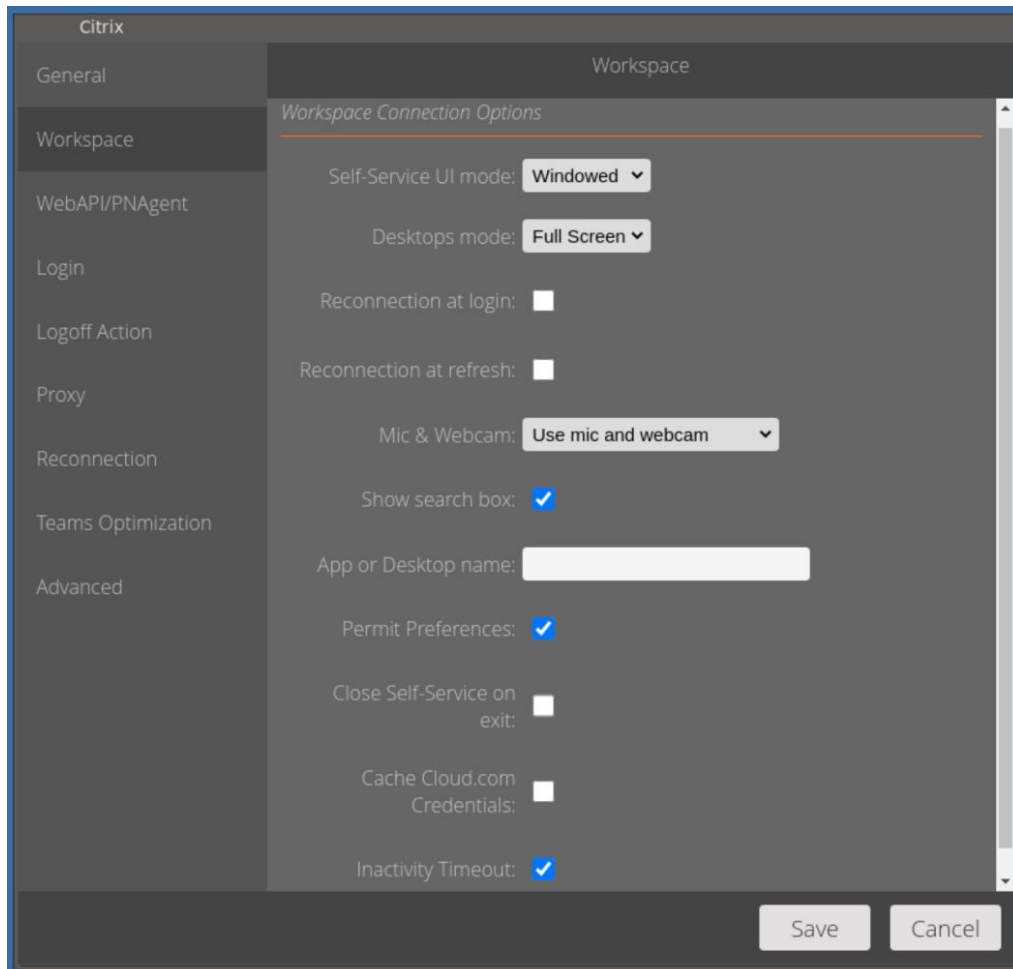 Citrix
General
Workspace
WebAPI/PNAgent
Login
Logoff Action
Proxy
Reconnection
Teams Optimization
Advanced
Workspace
Workspace Connection Options
Self-Service UI mode: Windowed
Desktops mode: Full Screen
Reconnection at login:
Reconnection at refresh:
Mic & Webcam: Use mic and webcam
Show search box:
App or Desktop name:
Permit Preferences:
Close Self-Service on
exit:
Cache Cloud.com
Credentials:
Inactivity Timeout:
Save Cancel